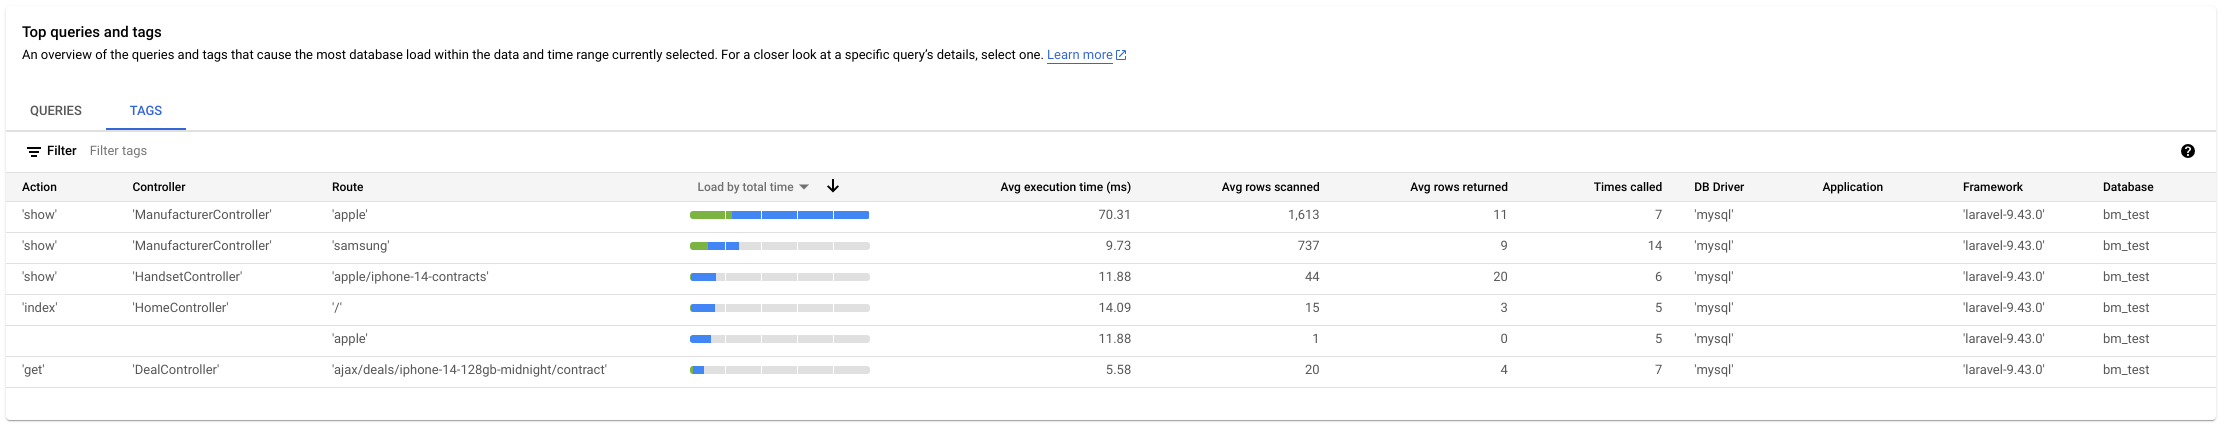 Top queries and tags
An overview of the queries and tags that cause the most database load within the data and time range currently selected. For a closer look at a specific query's details, select one. Learn more
QUERIES TAGS
Filter Filter tags
Action Controller Route Load by total time Avg execution time (ms) Avg rows scanned Avg rows returned Times called DB Driver Application Framework Database
'show' 'ManufacturerController' 'apple' 70.31 1,613 11 7 'mysql' 'laravel-9.43.0' bm_test
'show' 'ManufacturerController' 'samsung' 9.73 737 9 14 'mysql' 'laravel-9.43.0' bm_test
'show' 'HandsetController' 'apple/iphone-14-contracts' 11.88 44 20 6 'mysql' 'laravel-9.43.0' bm_test
'index' 'HomeController' '/' 14.09 15 3 5 'mysql' 'laravel-9.43.0' bm_test
'apple' 11.88 1 0 5 'mysql' 'laravel-9.43.0' bm_test
'get' 'DealController' 'ajax/deals/iphone-14-128gb-midnight/contract' 5.58 20 4 7 'mysql' 'laravel-9.43.0' bm_test